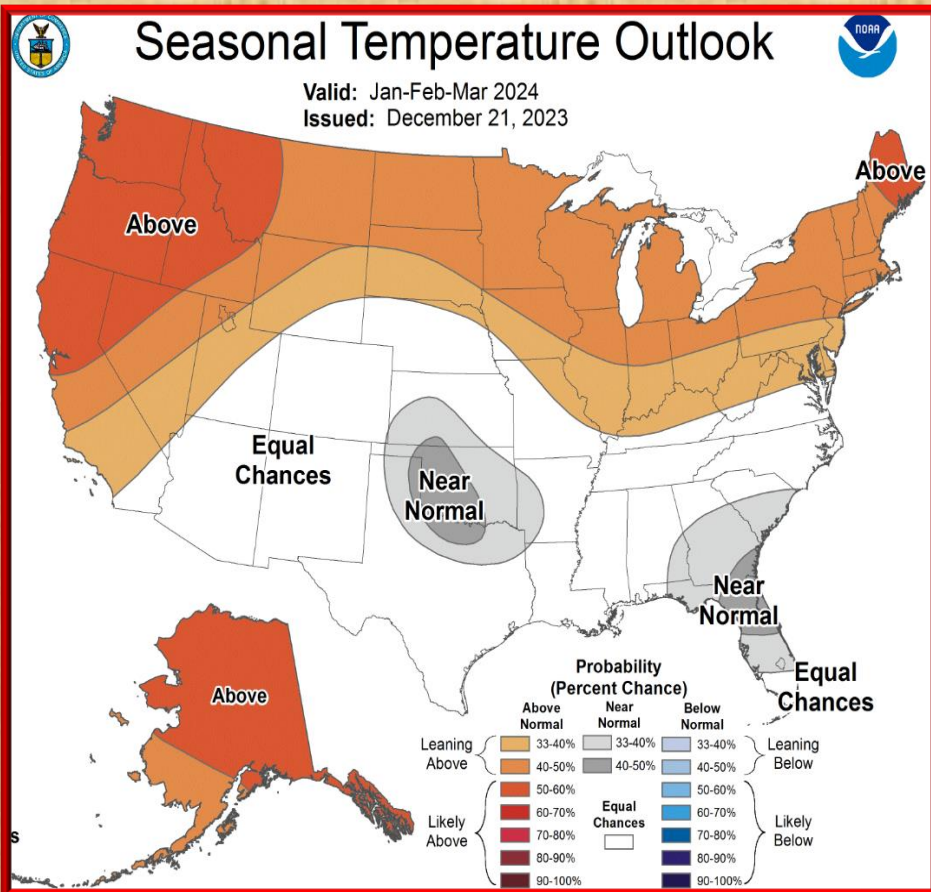 Seasonal Temperature Outlook
NOAA
Valid: Jan-Feb-Mar 2024
Issued: December 21, 2023
Above
Above
Equal
Chances
Near
Normal
Near
Normal
Equal
Chances
Above
s
Probability
(Percent Chance)
Above
Normal
Near
Normal
Below
Normal
Leaning
Above
33-40%
33-40%
33-40%
Leaning
Below
40-50%
40-50%
40-50%
Likely
Above
50-60%
50-60%
Likely
Below
60-70%
Equal
Chances
60-70%
70-80%
70-80%
80-90%
80-90%
90-100%
90-100%